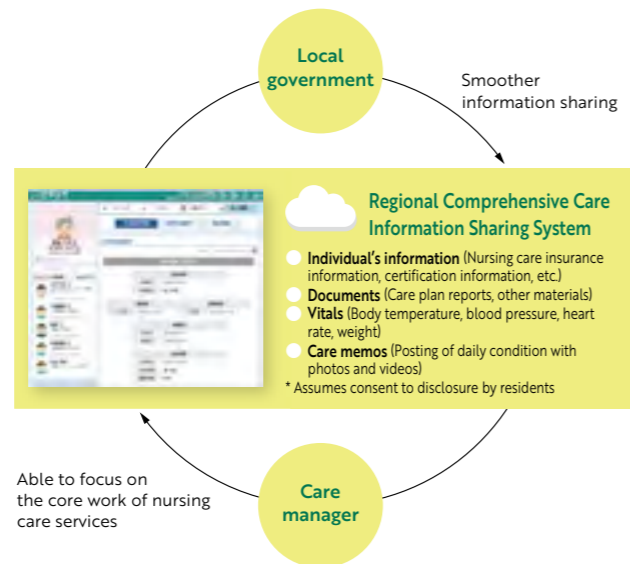 Local
government
Smoother
information sharing
Regional Comprehensive Care
Information Sharing System
Individual's information (Nursing care insurance
information, certification information, etc.)
Documents (Care plan reports, other materials)
Vitals (Body temperature, blood pressure, heart
rate, weight)
Care memos (Posting of daily condition with
photos and videos)
* Assumes consent to disclosure by residents
Able to focus on
the core work of nursing
care services
Care
manager